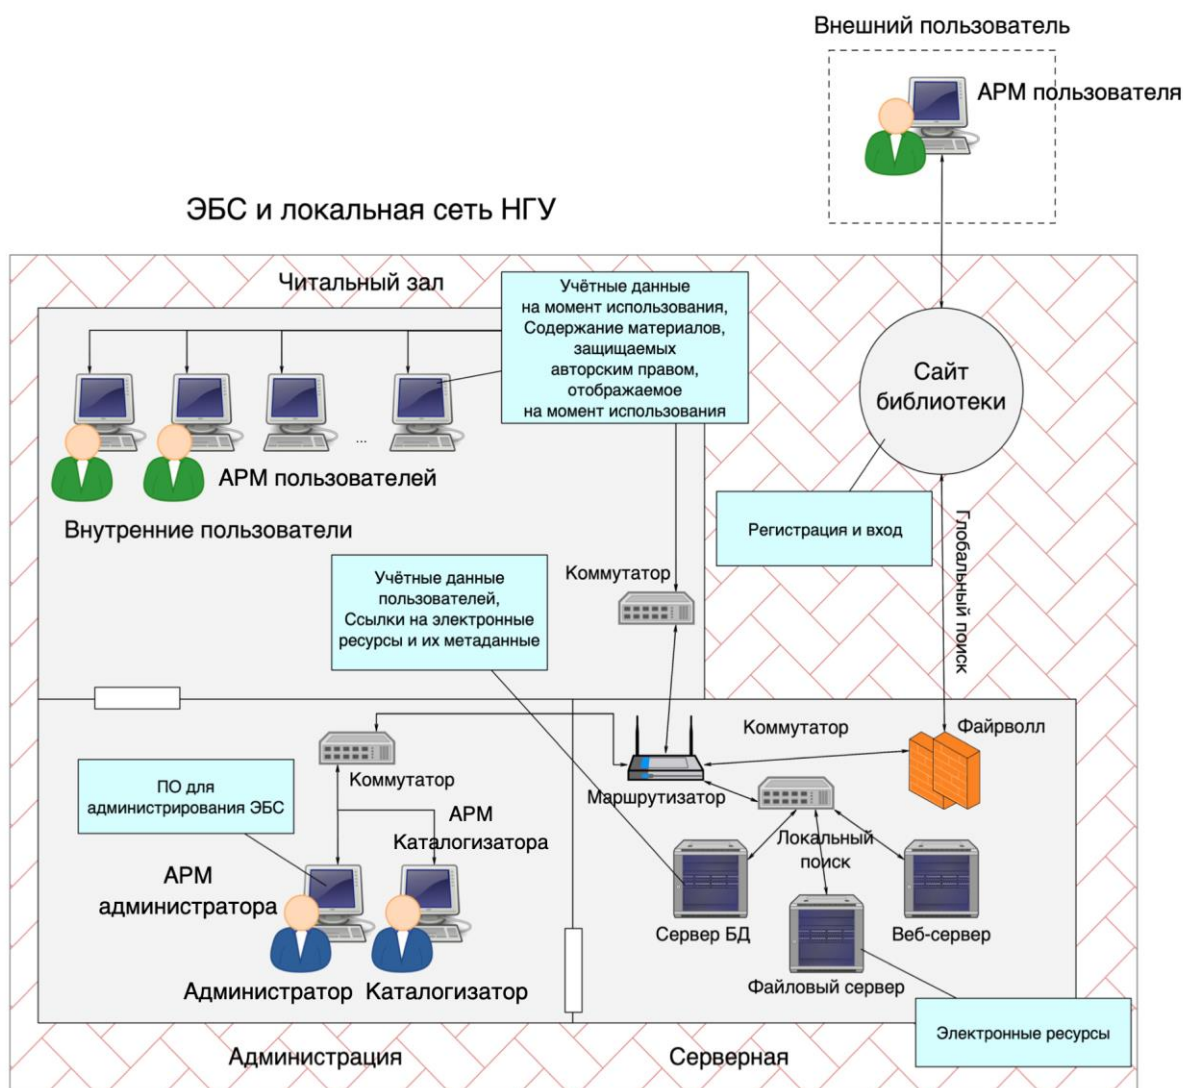 Внешний пользователь
АРМ пользователя
ЭБС и локальная сеть НГУ
Читальный зал
Учётные данные
на момент использования,
Содержание материалов,
защищаемых
авторским правом,
отображаемое
на момент использования
Сайт
библиотеки
...
АРМ пользователей
Внутренние пользователи
Регистрация и вход
Глобальный поиск
Коммутатор
Учётные данные
пользователей,
Ссылки на электронные
ресурсы и их метаданные
Коммутатор
Файрволл
Коммутатор
Маршрутизатор
ПО для
администрирования ЭБС
АРМ
Каталогизатора
Локальный
поиск
АРМ
администратора
Сервер БД
Веб-сервер
Файловый сервер
Администратор
Каталогизатор
Электронные ресурсы
Администрация
Серверная